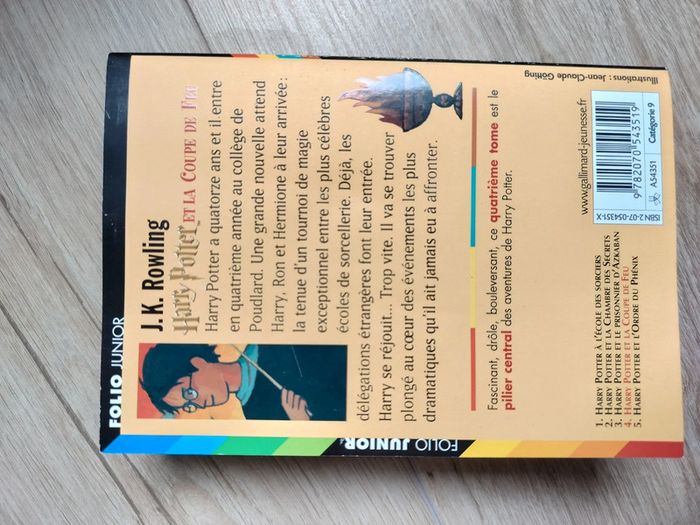 FOLIO JUNIOR
J.K. Rowling
Harry Potter
ET LA COUPE DE FEU
Harry Potter a quatorze ans et il entre
en quatrième année au collège de
Poudlard. Une grande nouvelle attend
Harry, Ron et Hermione à leur arrivée :
la tenue d'un tournoi de magie
exceptionnel entre les plus célèbres
écoles de sorcellerie. Déjà, les
délégations étrangères font leur entrée.
Harry se réjouit... Trop vite. Il va se trouver
plongé au cœur des événements les plus
dramatiques qu'il ait jamais eu à affronter.
Fascinant, drôle, bouleversant, ce quatrième tome est le
pilier central des aventures de Harry Potter.
1. HARRY POTTER À L'ÉCOLE DES SORCIERS
2. HARRY POTTER ET LA CHAMBRE DES SECRETS
3. HARRY POTTER ET LE PRISONNIER D'AZKABAN
4. HARRY POTTER ET LA COUPE DE FEU
5. HARRY POTTER ET L'ORDRE DU PHÉNIX
Illustrations : Jean-Claude Götting
www.gallimard-jeunesse.fr
9 782070 543519
A54351 Catégorie 9
ISBN 2-07-054351-X
FOLIO JUNIOR